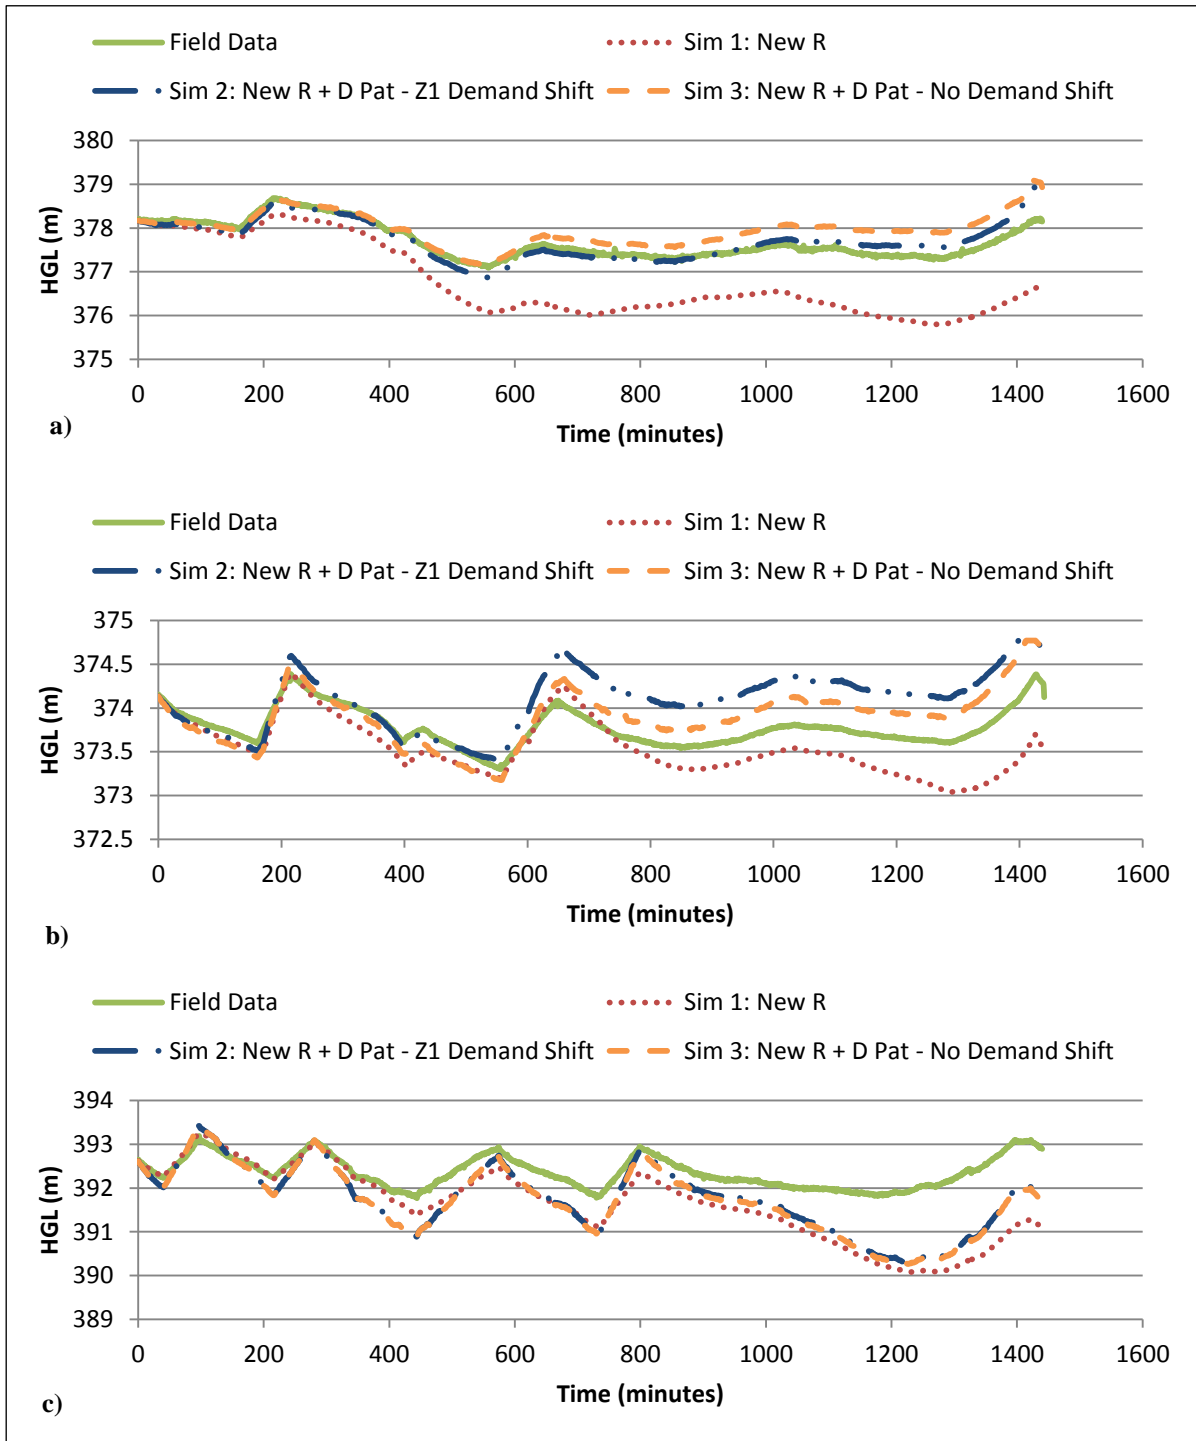 Field Data
Sim 1: New R
Sim 2: New R + D Pat - Z1 Demand Shift
Sim 3: New R + D Pat - No Demand Shift
380
379
378
377
376
375
HGL (m)
0 200 400 600 800 1000 1200 1400 1600
Time (minutes)
a)
Field Data
Sim 1: New R
Sim 2: New R + D Pat - Z1 Demand Shift
Sim 3: New R + D Pat - No Demand Shift
375
374.5
374
373.5
373
372.5
HGL (m)
0 200 400 600 800 1000 1200 1400 1600
Time (minutes)
b)
Field Data
Sim 1: New R
Sim 2: New R + D Pat - Z1 Demand Shift
Sim 3: New R + D Pat - No Demand Shift
394
393
392
391
390
389
HGL (m)
0 200 400 600 800 1000 1200 1400 1600
Time (minutes)
c)